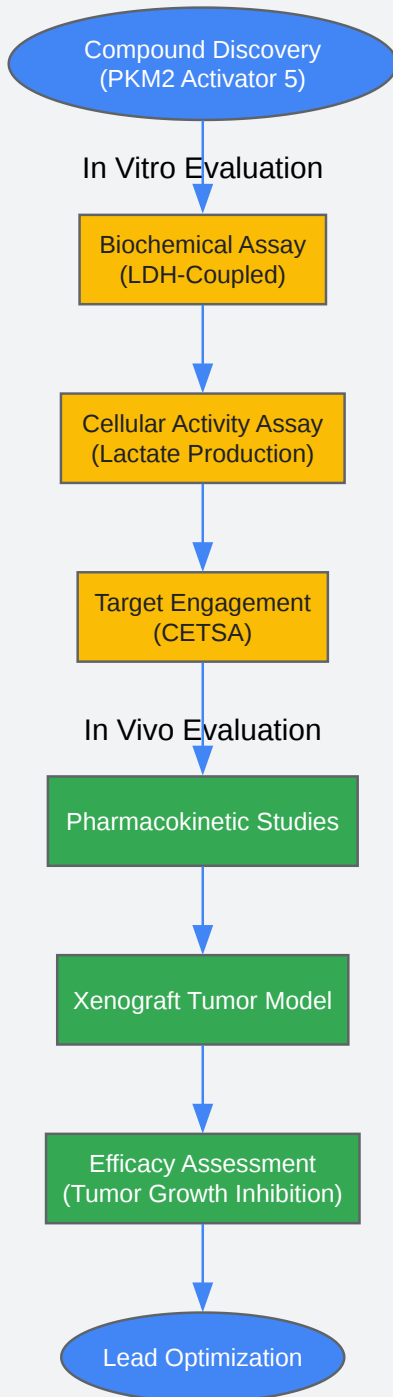 Compound Discovery
(PKM2 Activator 5)
In Vitro Evaluation
Biochemical Assay
(LDH-Coupled)
Cellular Activity Assay
(Lactate Production)
Target Engagement
(CETSA)
In Vivo Evaluation
Pharmacokinetic Studies
Xenograft Tumor Model
Efficacy Assessment
(Tumor Growth Inhibition)
Lead Optimization